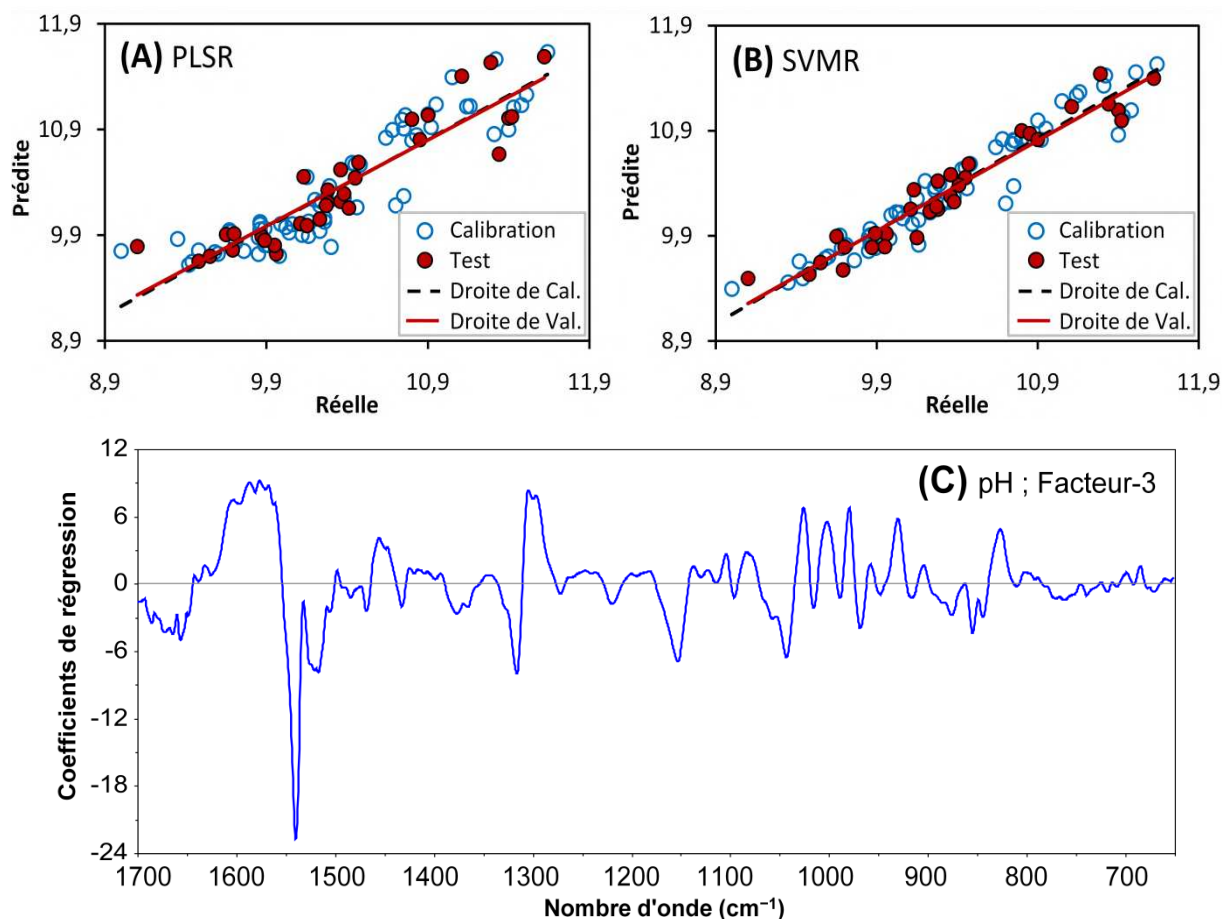 (A) PLSR
11,9
10,9
9,9
8,9
Prédite
Calibration
Test
Droite de Cal.
Droite de Val.
8,9 9,9 10,9 11,9
Réelle
(B) SVMR
11,9
10,9
9,9
8,9
Prédite
Calibration
Test
Droite de Cal.
Droite de Val.
8,9 9,9 10,9 11,9
Réelle
(C) pH ; Facteur-3
12
6
0
-6
-12
-18
-24
Coefficients de régression
1700 1600 1500 1400 1300 1200 1100 1000 900 800 700
Nombre d'onde (cm⁻¹)